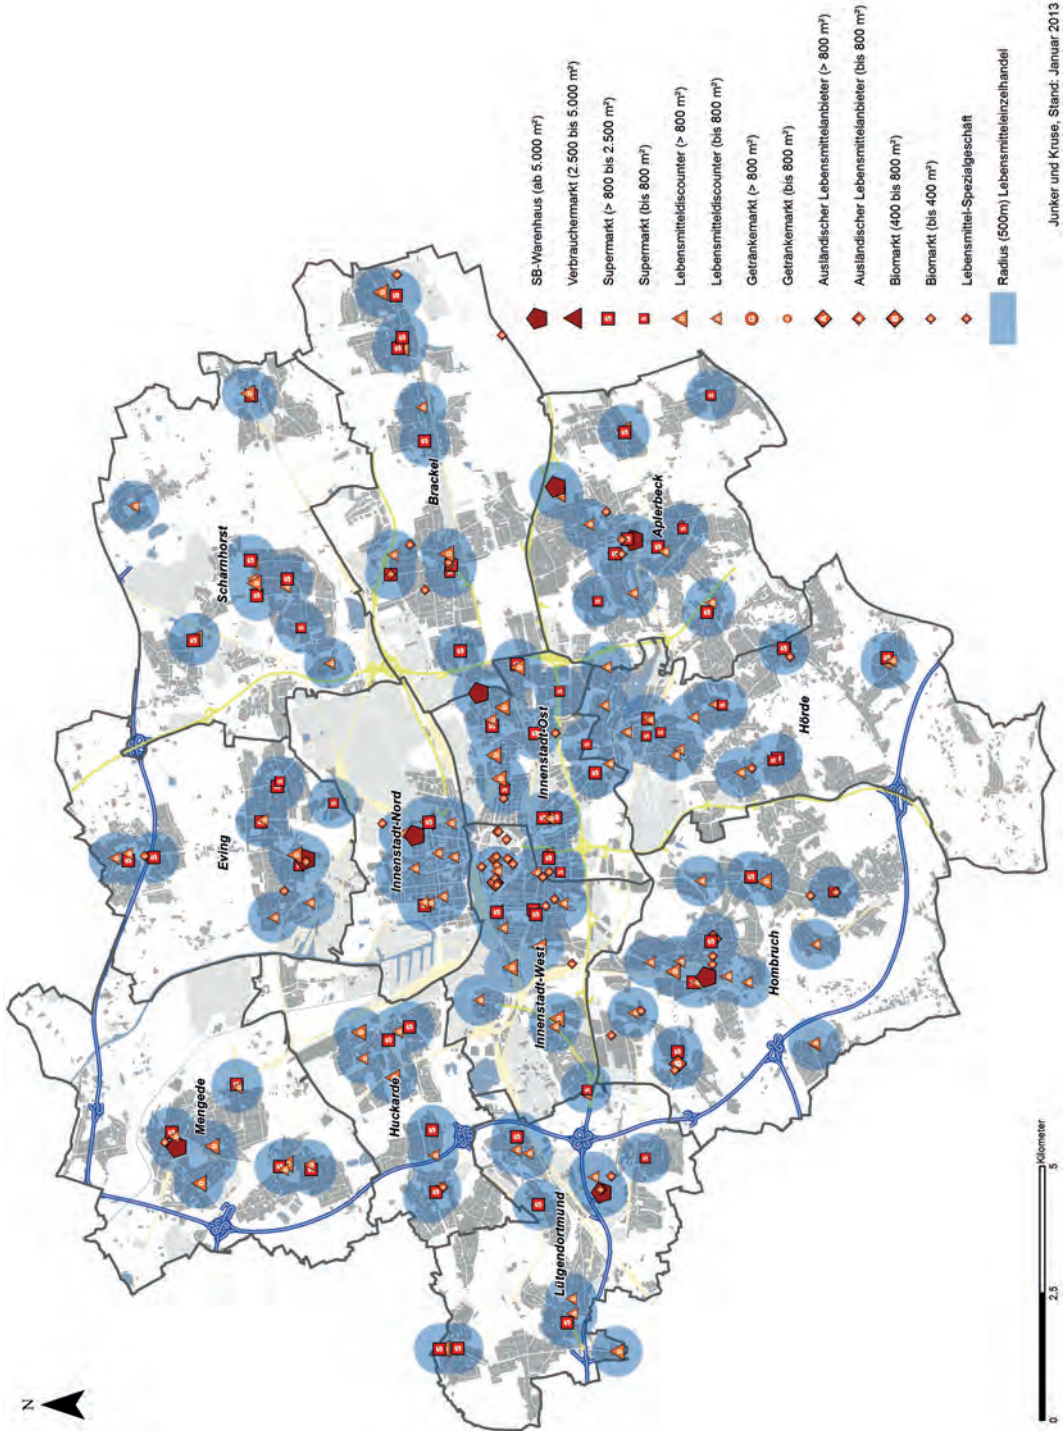 N
Mengede
Eving
Scharnhorst
Huckarde
Innenstadt-Nord
Brackel
Lütgendortmund
Innenstadt-West
Innenstadt-Ost
Aplerbeck
Hombruch
Hörde
SB-Warenhaus (ab 5.000 m²)
Verbrauchermarkt (2.500 bis 5.000 m²)
Supermarkt (> 800 bis 2.500 m²)
Supermarkt (bis 800 m²)
Lebensmitteldiscounter (> 800 m²)
Lebensmitteldiscounter (bis 800 m²)
Getränkemarkt (> 800 m²)
Getränkemarkt (bis 800 m²)
Ausländischer Lebensmittelanbieter (> 800 m²)
Ausländischer Lebensmittelanbieter (bis 800 m²)
Biomarkt (400 bis 800 m²)
Biomarkt (bis 400 m²)
Lebensmittel-Spezialgeschäft
Radius (500m) Lebensmitteleinzelhandel
0 2,5 5
Kilometer
Junker und Kruse, Stand: Januar 2013